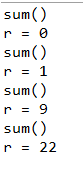 sum()
r = 0
sum()
r = 1
sum()
r = 9
sum()
r = 22